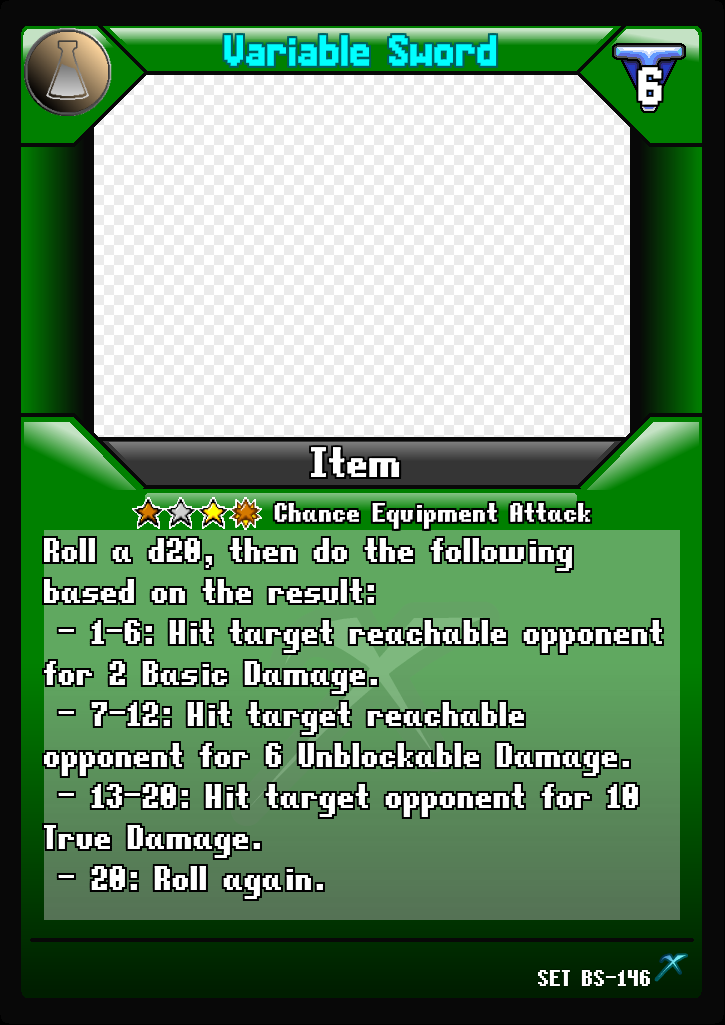 Variable Sword
6
Item
Chance Equipment Attack
Roll a d20, then do the following
based on the result:
- 1-6: Hit target reachable opponent
for 2 Basic Damage.
- 7-12: Hit target reachable
opponent for 6 Unblockable Damage.
- 13-20: Hit target opponent for 10
True Damage.
- 20: Roll again.
SET BS-146